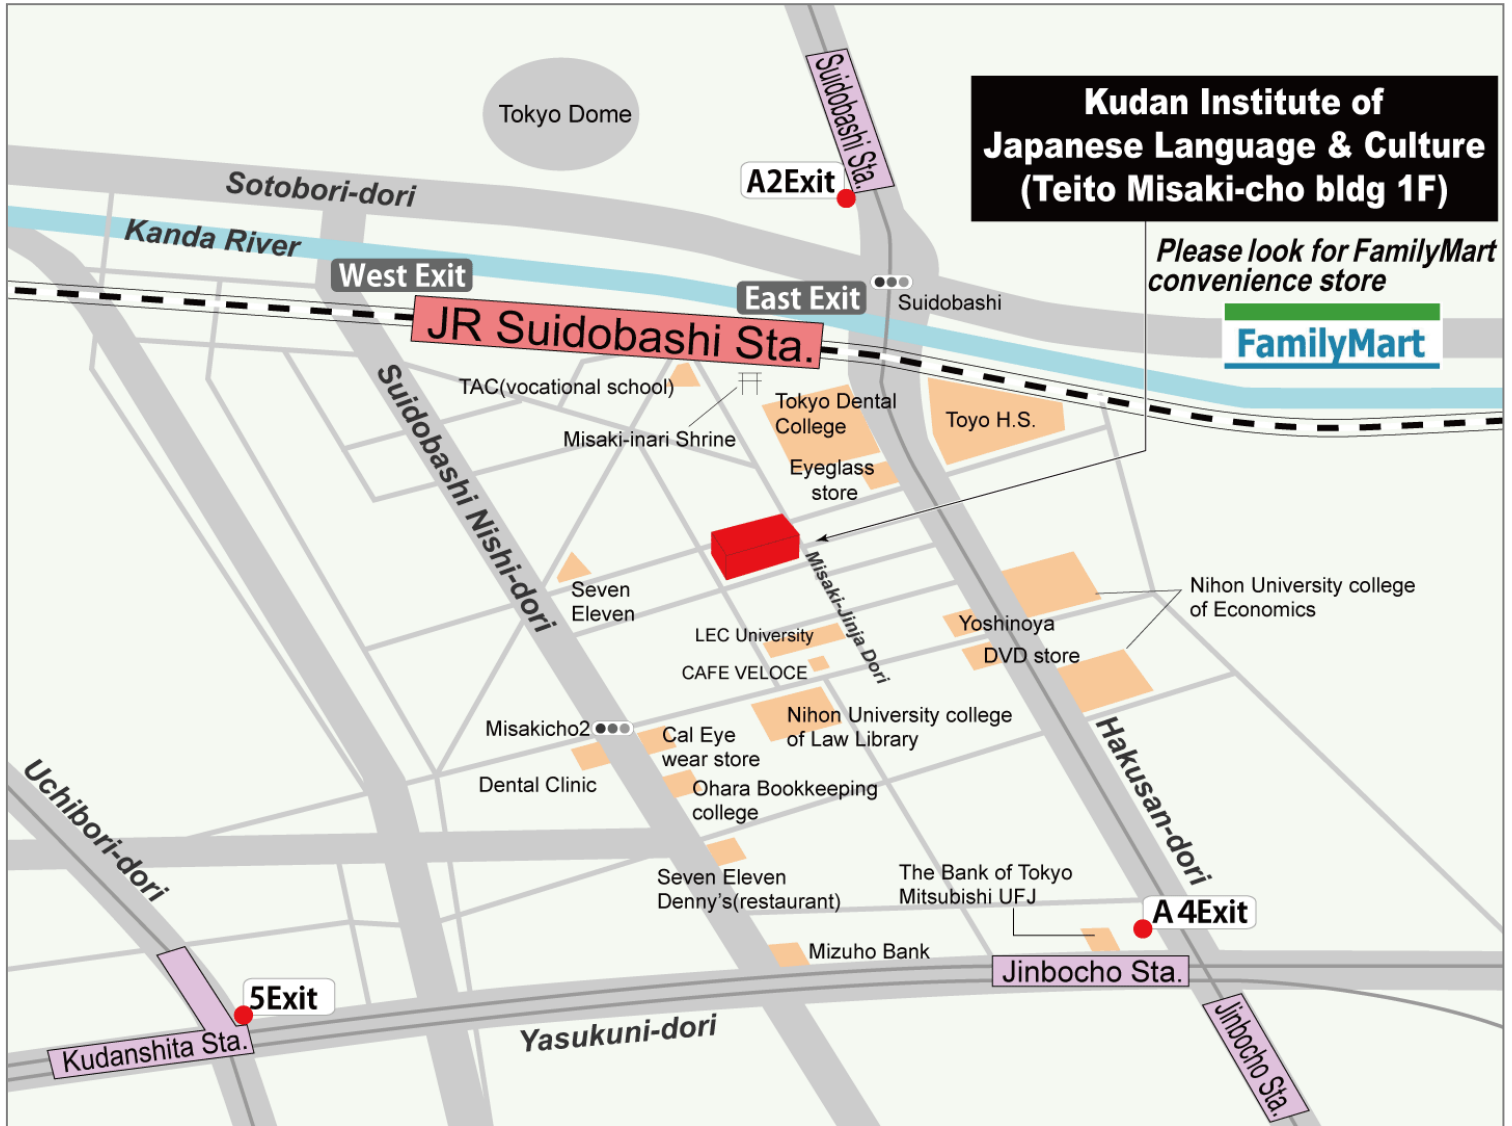 Tokyo Dome
Suidobashi Sta.
Kudan Institute of
Japanese Language & Culture
(Teito Misaki-cho bldg 1F)
A2Exit
Sotobori-dori
Kanda River
Please look for FamilyMart
convenience store
FamilyMart
West Exit
East Exit
Suidobashi
JR Suidobashi Sta.
TAC(vocational school)
Misaki-inari Shrine
Tokyo Dental
College
Toyo H.S.
Eyeglass
store
Suidobashi Nishi-dori
Misaki-Jinja Dori
Seven
Eleven
Nihon University college
of Economics
LEC University
Yoshinoya
DVD store
CAFE VELOCE
Nihon University college
of Law Library
Misakicho2
Cal Eye
wear store
Dental Clinic
Ohara Bookkeeping
college
Hakusan-dori
Uchibori-dori
Seven Eleven
Denny's(restaurant)
The Bank of Tokyo
Mitsubishi UFJ
A4Exit
Mizuho Bank
Jinbocho Sta.
5Exit
Kudanshita Sta.
Yasukuni-dori
Jinbocho Sta.